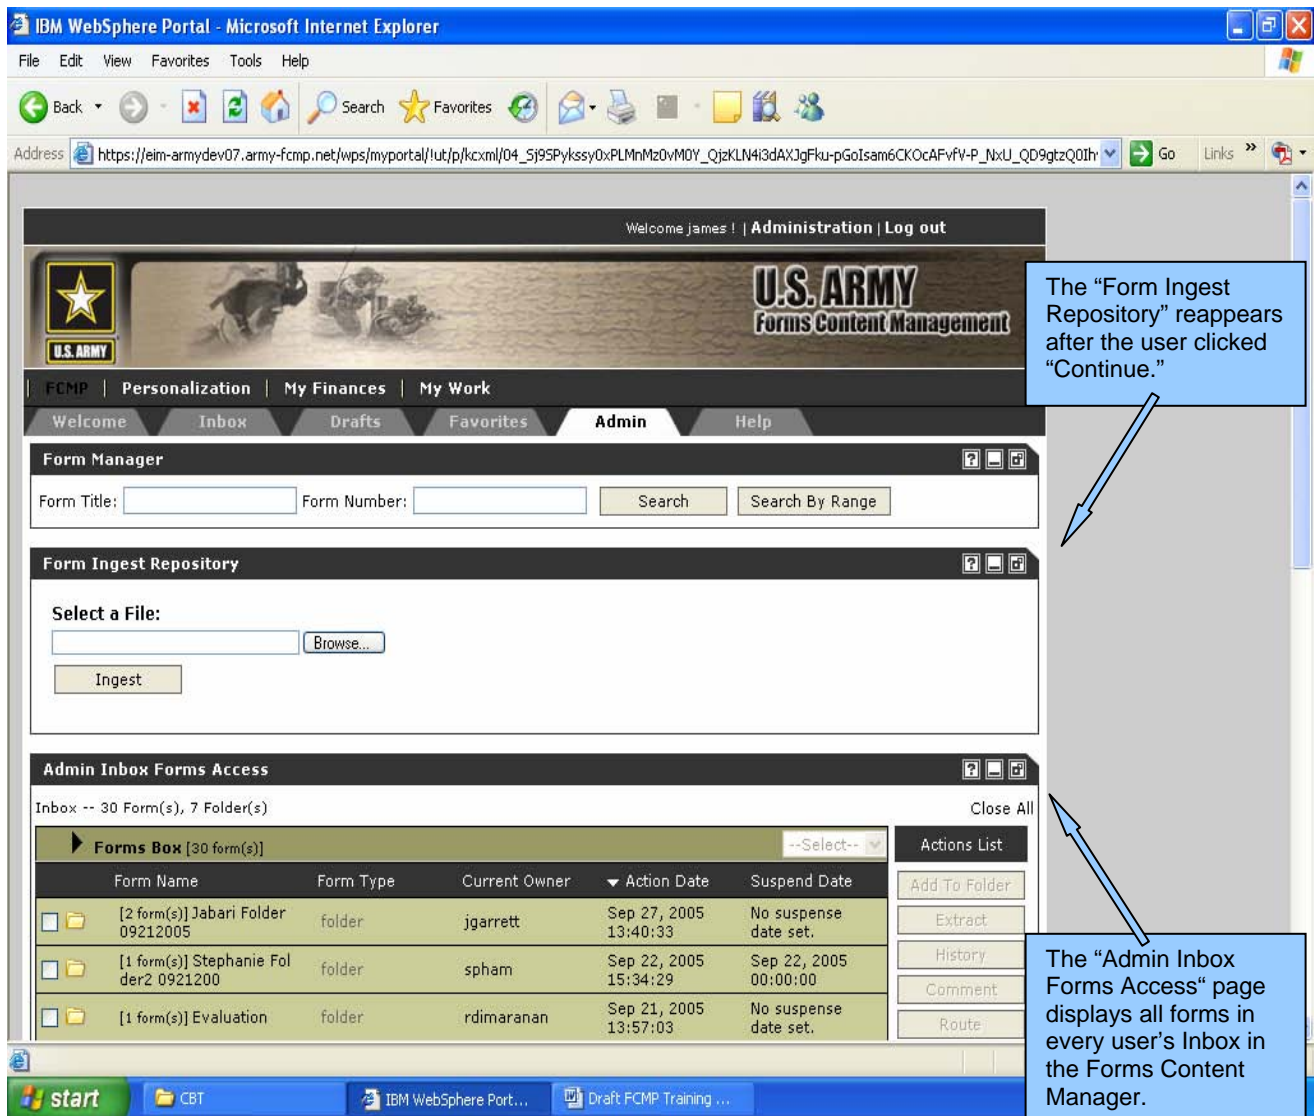 IBM WebSphere Portal - Microsoft Internet Explorer
File Edit View Favorites Tools Help
Back Search Favorites
Address https://eim-armydev07.army-fcmp.net/wps/myportal/!ut/p/kcxml/04_Sj9SPykssy0xPLMnMz0vM0Y_QjzKLN4i3dAXJgFku-pGoIsam6CKOcAFvfV-P_NxU_QD9gtzQ0Ihy Go Links »
Welcome james ! | Administration | Log out
U.S. ARMY
Forms Content Management
U.S. ARMY
FCMP | Personalization | My Finances | My Work
Welcome Inbox Drafts Favorites Admin Help
The “Form Ingest
Repository” reappears
after the user clicked
“Continue.”
Form Manager
Form Title: Form Number: Search Search By Range
Form Ingest Repository
Select a File:
Browse...
Ingest
Admin Inbox Forms Access
Inbox -- 30 Form(s), 7 Folder(s) Close All
Forms Box [30 form(s)] --Select-- Actions List
Form Name Form Type Current Owner Action Date Suspend Date Add To Folder
[2 form(s)] Jabari Folder 09212005 folder jgarrett Sep 27, 2005 13:40:33 No suspense date set. Extract
[1 form(s)] Stephanie Fol der2 0921200 folder spham Sep 22, 2005 15:34:29 Sep 22, 2005 00:00:00 History
Comment
[1 form(s)] Evaluation folder rdimaranan Sep 21, 2005 13:57:03 No suspense date set. Route
The “Admin Inbox
Forms Access“ page
displays all forms in
every user’s Inbox in
the Forms Content
Manager.
start CBT IBM WebSphere Port... Draft FCMP Training ...